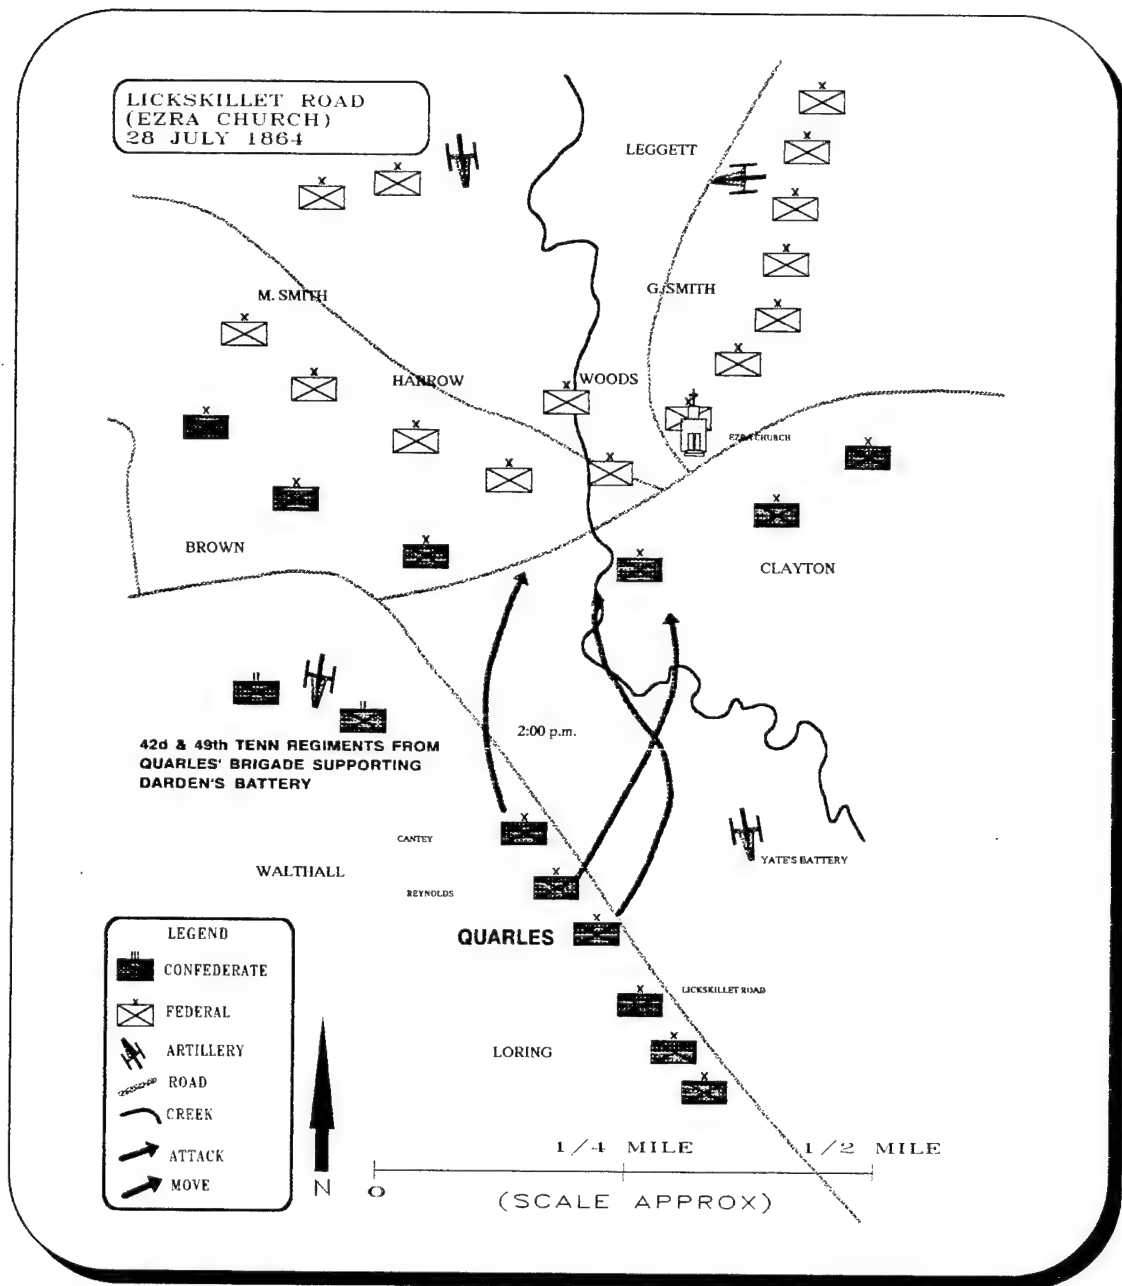 LICKSKILLET ROAD
(EZRA CHURCH)
28 JULY 1864
LEGGETT
M. SMITH
G. SMITH
HARROW
WOODS
EZRA CHURCH
BROWN
CLAYTON
2:00 p.m.
42d & 49th TENN REGIMENTS FROM
QUARLES' BRIGADE SUPPORTING
DARDEN'S BATTERY
CANTEY
YATE'S BATTERY
WALTHALL
REYNOLDS
QUARLES
LICKSKILLET ROAD
LORING
LEGEND
CONFEDERATE
FEDERAL
ARTILLERY
ROAD
CREEK
ATTACK
MOVE
N
1/4 MILE
1/2 MILE
0
(SCALE APPROX)